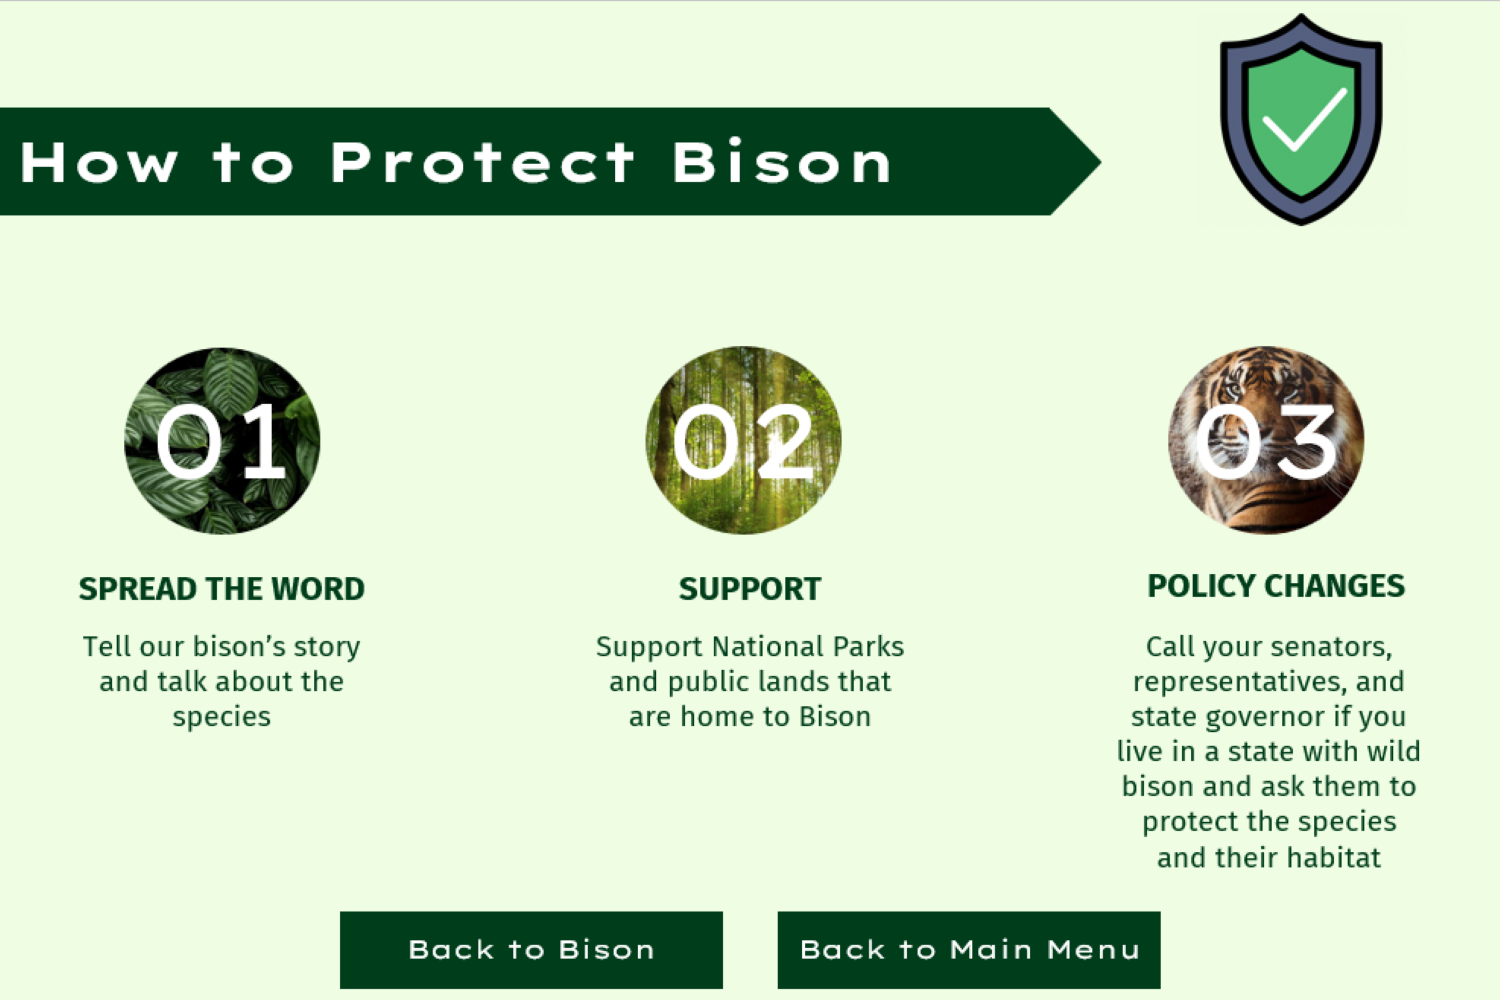 How to Protect Bison
01
SPREAD THE WORD
Tell our bison’s story
and talk about the
species
02
SUPPORT
Support National Parks
and public lands that
are home to Bison
03
POLICY CHANGES
Call your senators,
representatives, and
state governor if you
live in a state with wild
bison and ask them to
protect the species
and their habitat
Back to Bison
Back to Main Menu